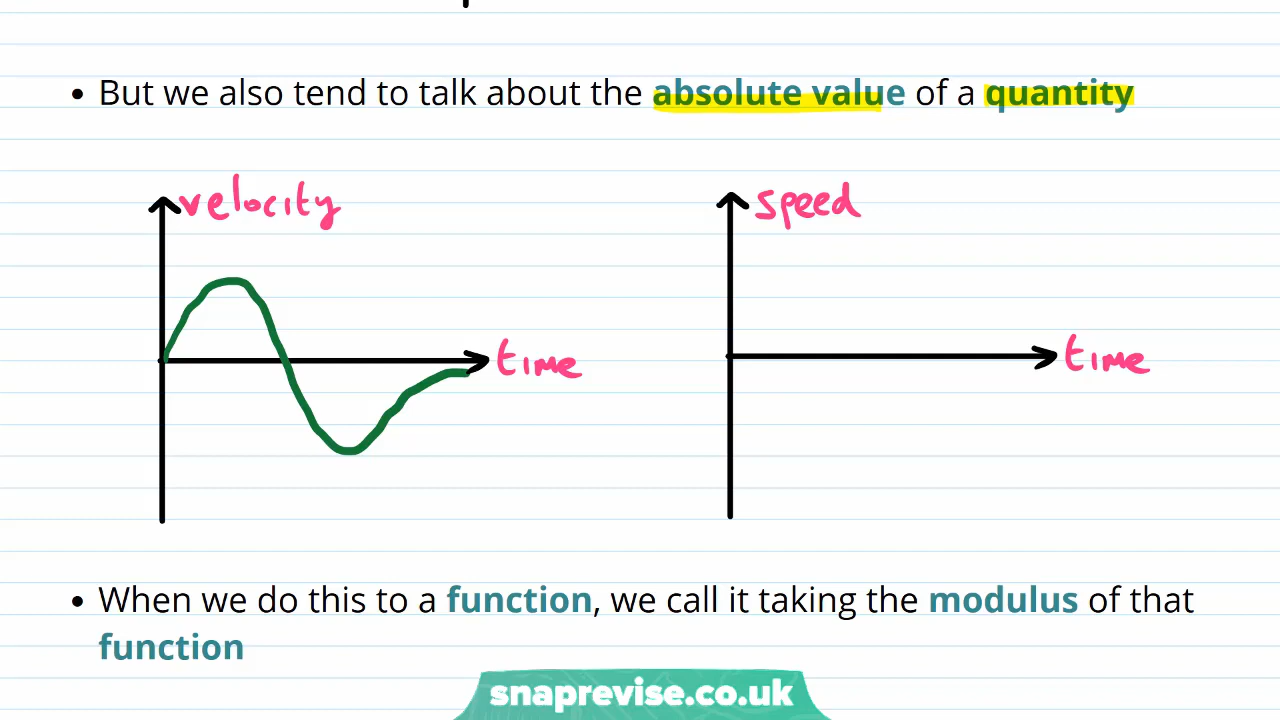 But we also tend to talk about the absolute value of a quantity
velocity
speed
time
time
When we do this to a function, we call it taking the modulus of that
function
snaprevise.co.uk